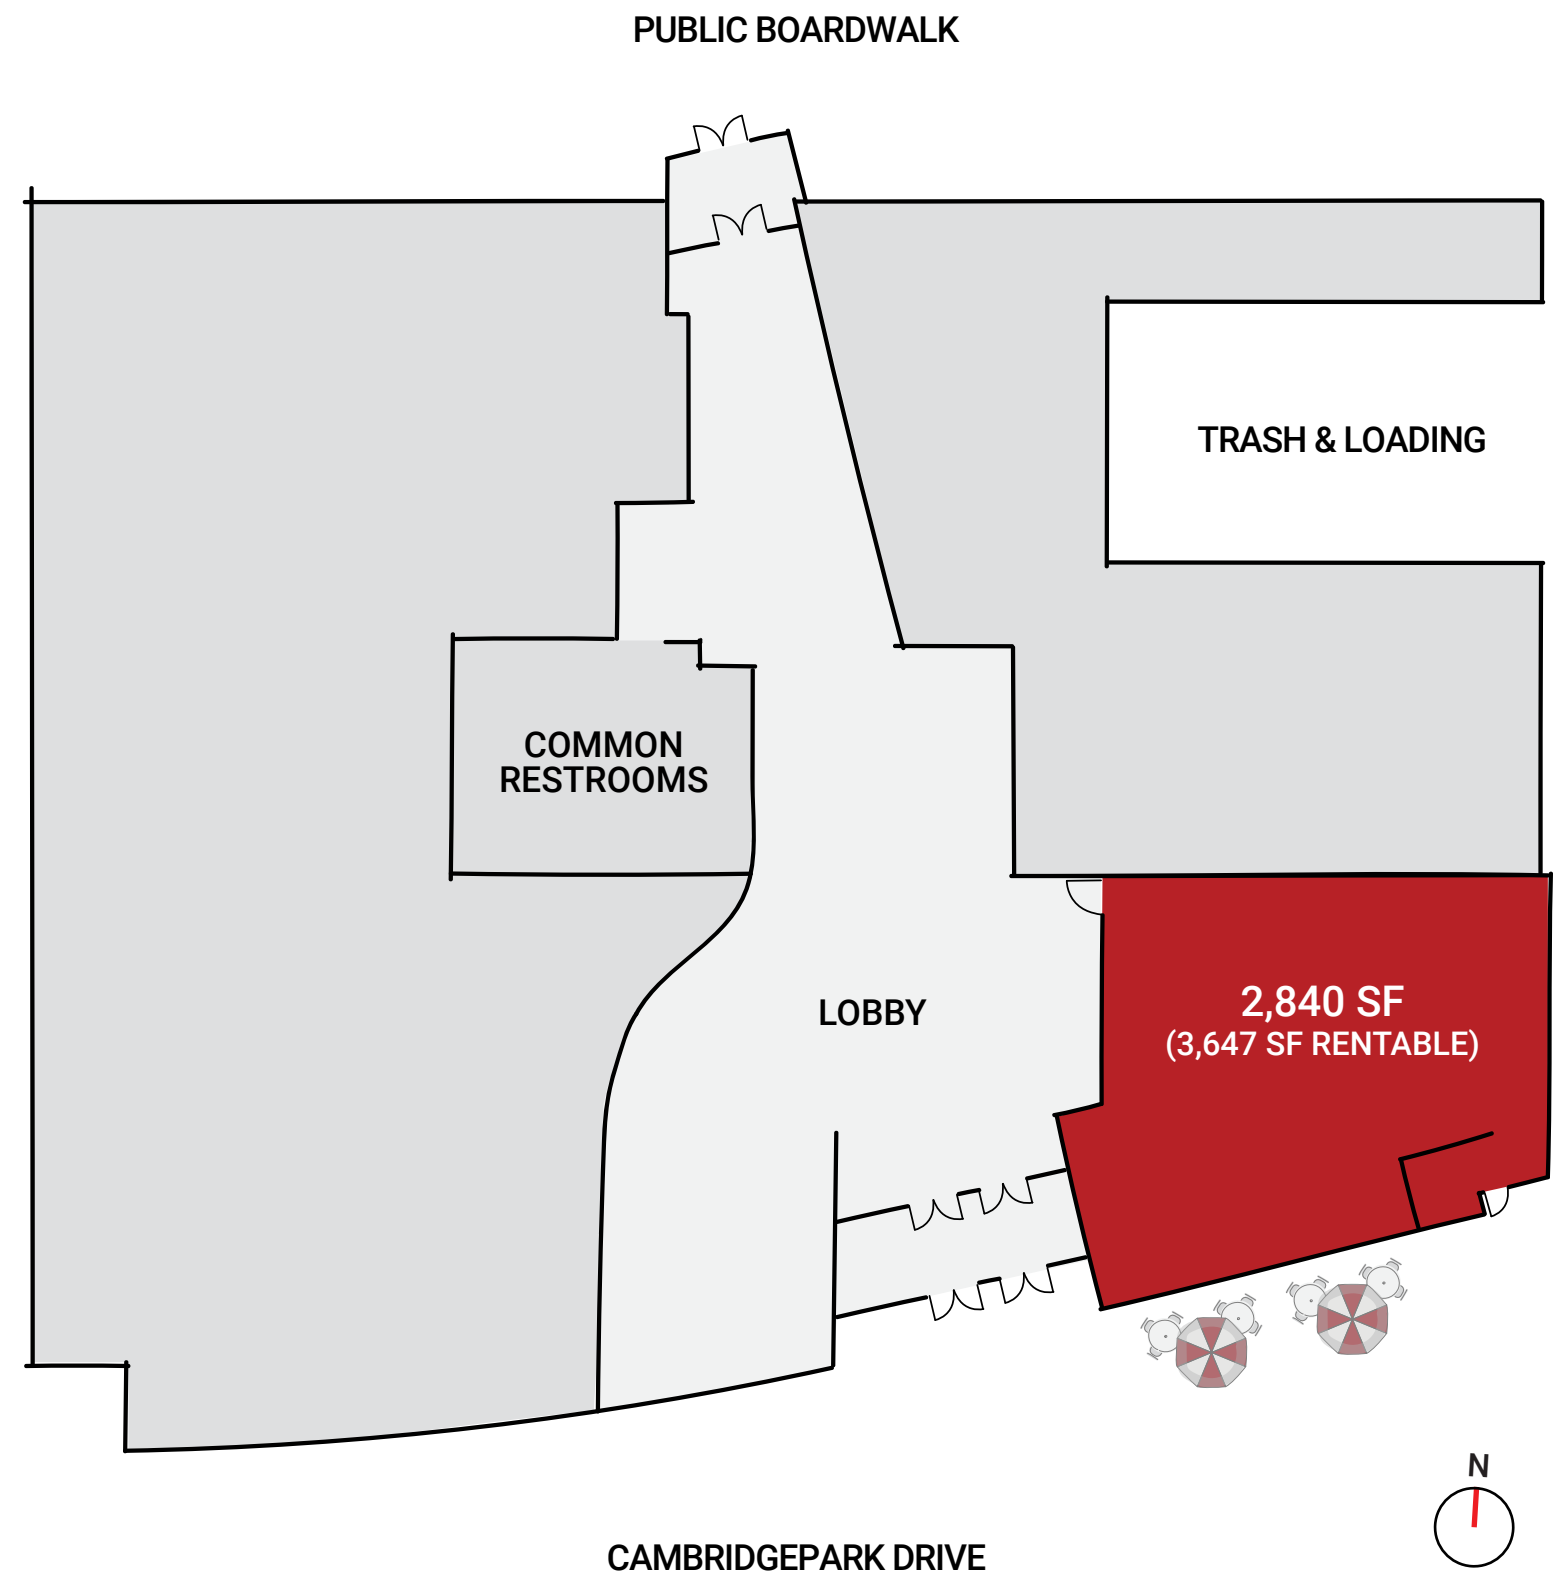 PUBLIC BOARDWALK
TRASH & LOADING
COMMON
RESTROOMS
LOBBY
2,840 SF
(3,647 SF RENTABLE)
N
CAMBRIDGEPARK DRIVE